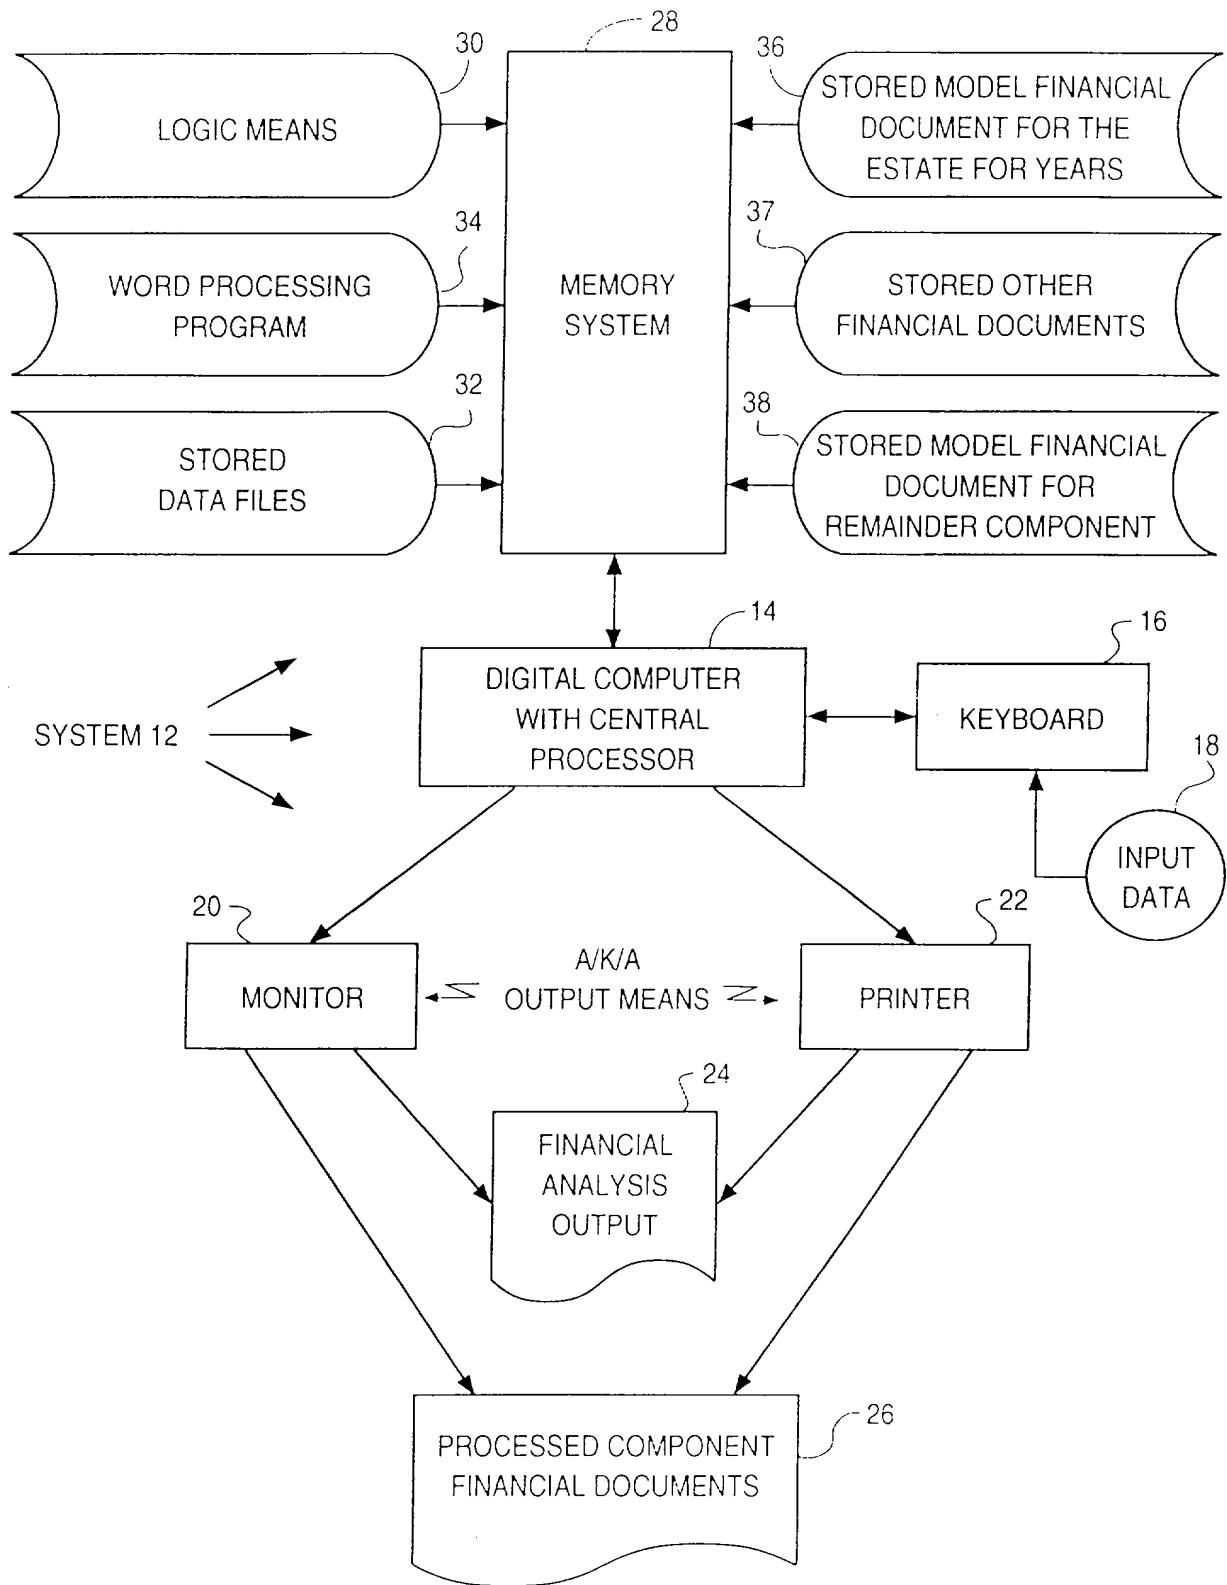 28
30
LOGIC MEANS
36
STORED MODEL FINANCIAL
DOCUMENT FOR THE
ESTATE FOR YEARS
34
WORD PROCESSING
PROGRAM
MEMORY
SYSTEM
37
STORED OTHER
FINANCIAL DOCUMENTS
32
STORED
DATA FILES
38
STORED MODEL FINANCIAL
DOCUMENT FOR
REMAINDER COMPONENT
14
DIGITAL COMPUTER
WITH CENTRAL
PROCESSOR
16
KEYBOARD
SYSTEM 12
18
INPUT
DATA
20
MONITOR
A/K/A
OUTPUT MEANS
22
PRINTER
24
FINANCIAL
ANALYSIS
OUTPUT
26
PROCESSED COMPONENT
FINANCIAL DOCUMENTS